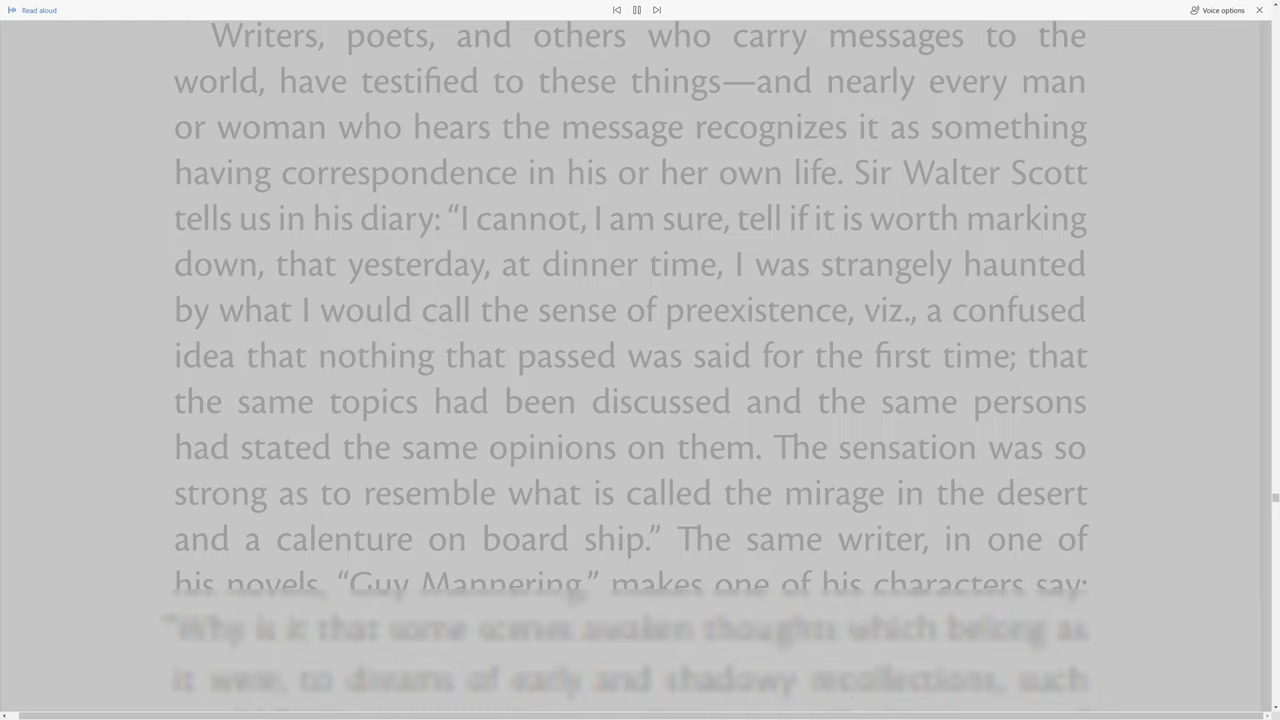 Read aloud
Voice options
Writers, poets, and others who carry messages to the
world, have testified to these things—and nearly every man
or woman who hears the message recognizes it as something
having correspondence in his or her own life. Sir Walter Scott
tells us in his diary: “I cannot, I am sure, tell if it is worth marking
down, that yesterday, at dinner time, I was strangely haunted
by what I would call the sense of preexistence, viz., a confused
idea that nothing that passed was said for the first time; that
the same topics had been discussed and the same persons
had stated the same opinions on them. The sensation was so
strong as to resemble what is called the mirage in the desert
and a calenture on board ship.” The same writer, in one of
his novels, “Guy Mannering,” makes one of his characters say:
“Why is it that some scenes awaken thoughts which belong as
it were, to dreams of early and shadowy recollections, such